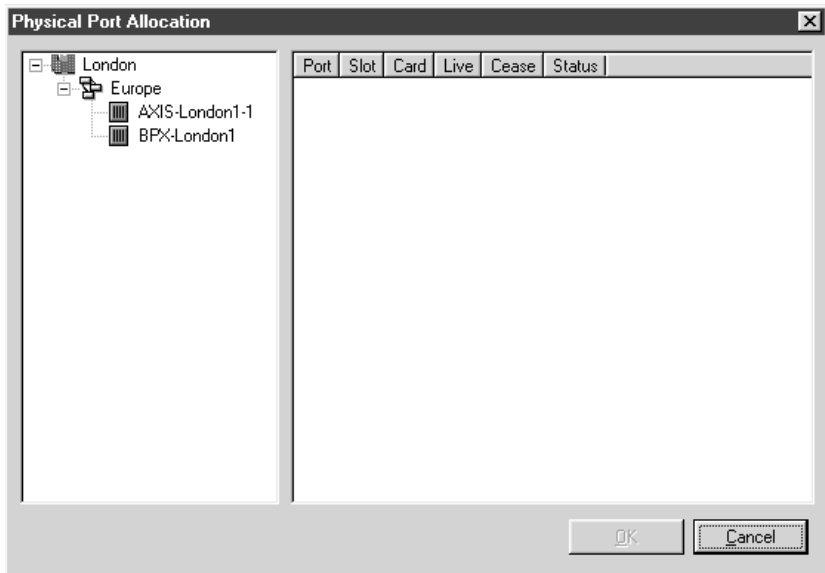 Physical Port Allocation
London
Europe
AXIS-London1-1
BPX-London1
Port Slot Card Live Cease Status
OK Cancel